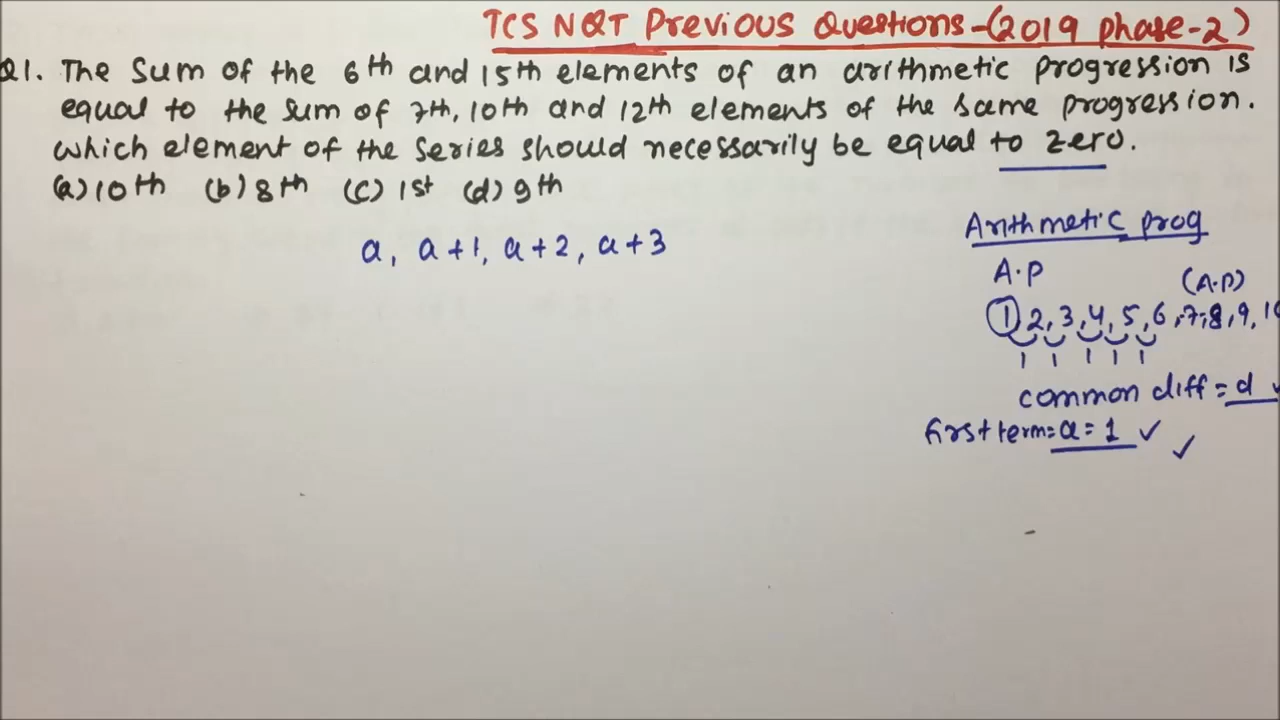 TCS NQT Previous Questions-(2019 phase-2)
Q1. The Sum of the 6th and 15th elements of an arithmetic progression is
equal to the sum of 7th, 10th and 12th elements of the same progression.
which element of the series should necessarily be equal to zero.
(a) 10th (b) 8th (c) 1st (d) 9th
a, a+1, a+2, a+3
Arithmetic prog
A.P (A.P)
1 2, 3, 4, 5, 6, 7, 8, 9, 10
1 1 1 1 1
common diff = d
first term = a = 1 ✓ ✓